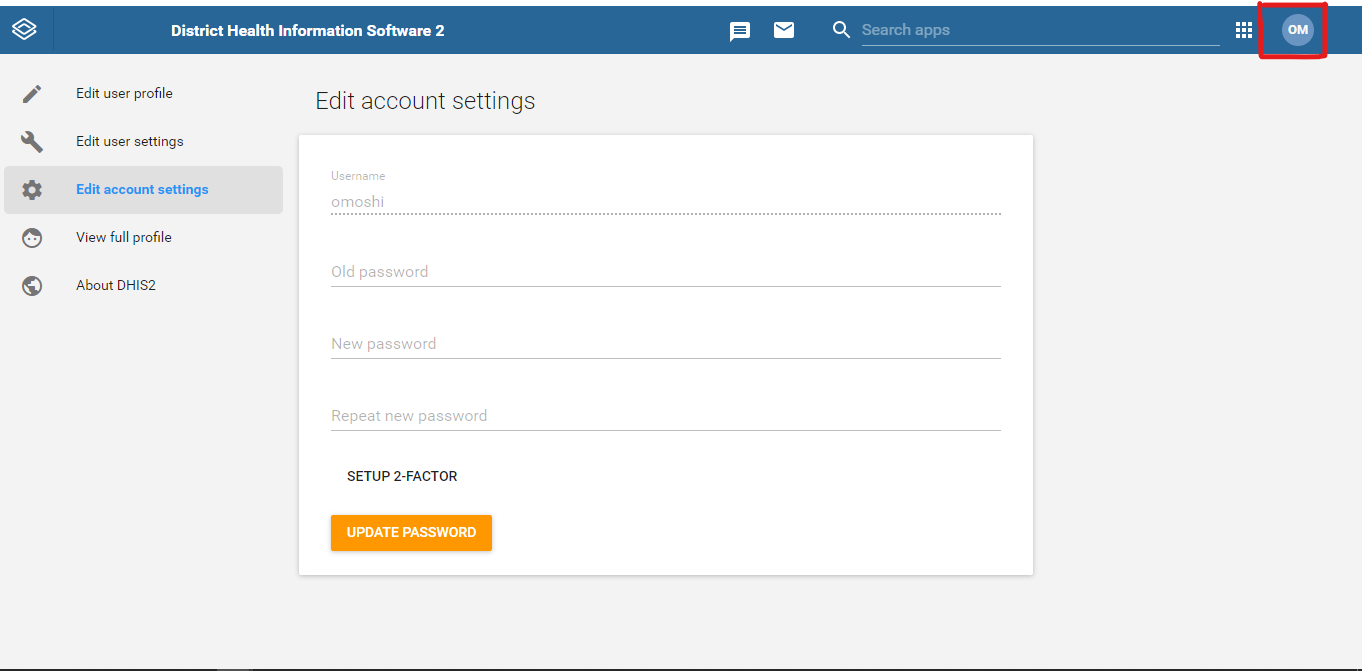 District Health Information Software 2
Search apps
OM
Edit user profile
Edit user settings
Edit account settings
View full profile
About DHIS2
Edit account settings
Username
omoshi
Old password
New password
Repeat new password
SETUP 2-FACTOR
UPDATE PASSWORD